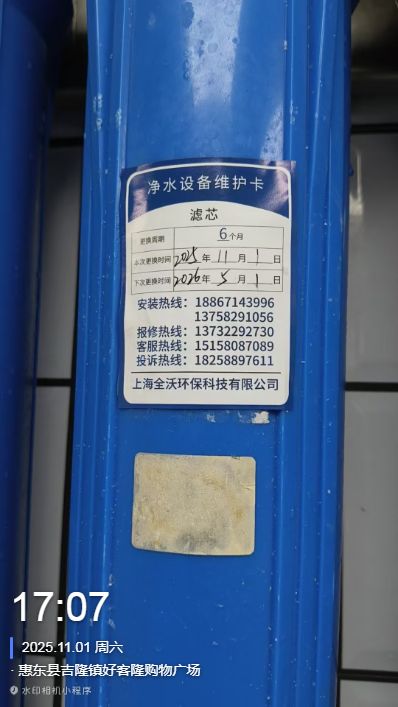 净水设备维护卡
滤芯
更换周期 6个月
本次更换时间 2025年11月1日
下次更换时间 2026年5月1日
安装热线：18867143996
13758291056
报修热线：13732292730
客服热线：15158087089
投诉热线：18258897611
上海全沃环保科技有限公司
17:07
2025.11.01 周六
·惠东县吉隆镇好客隆购物广场
水印相机小程序